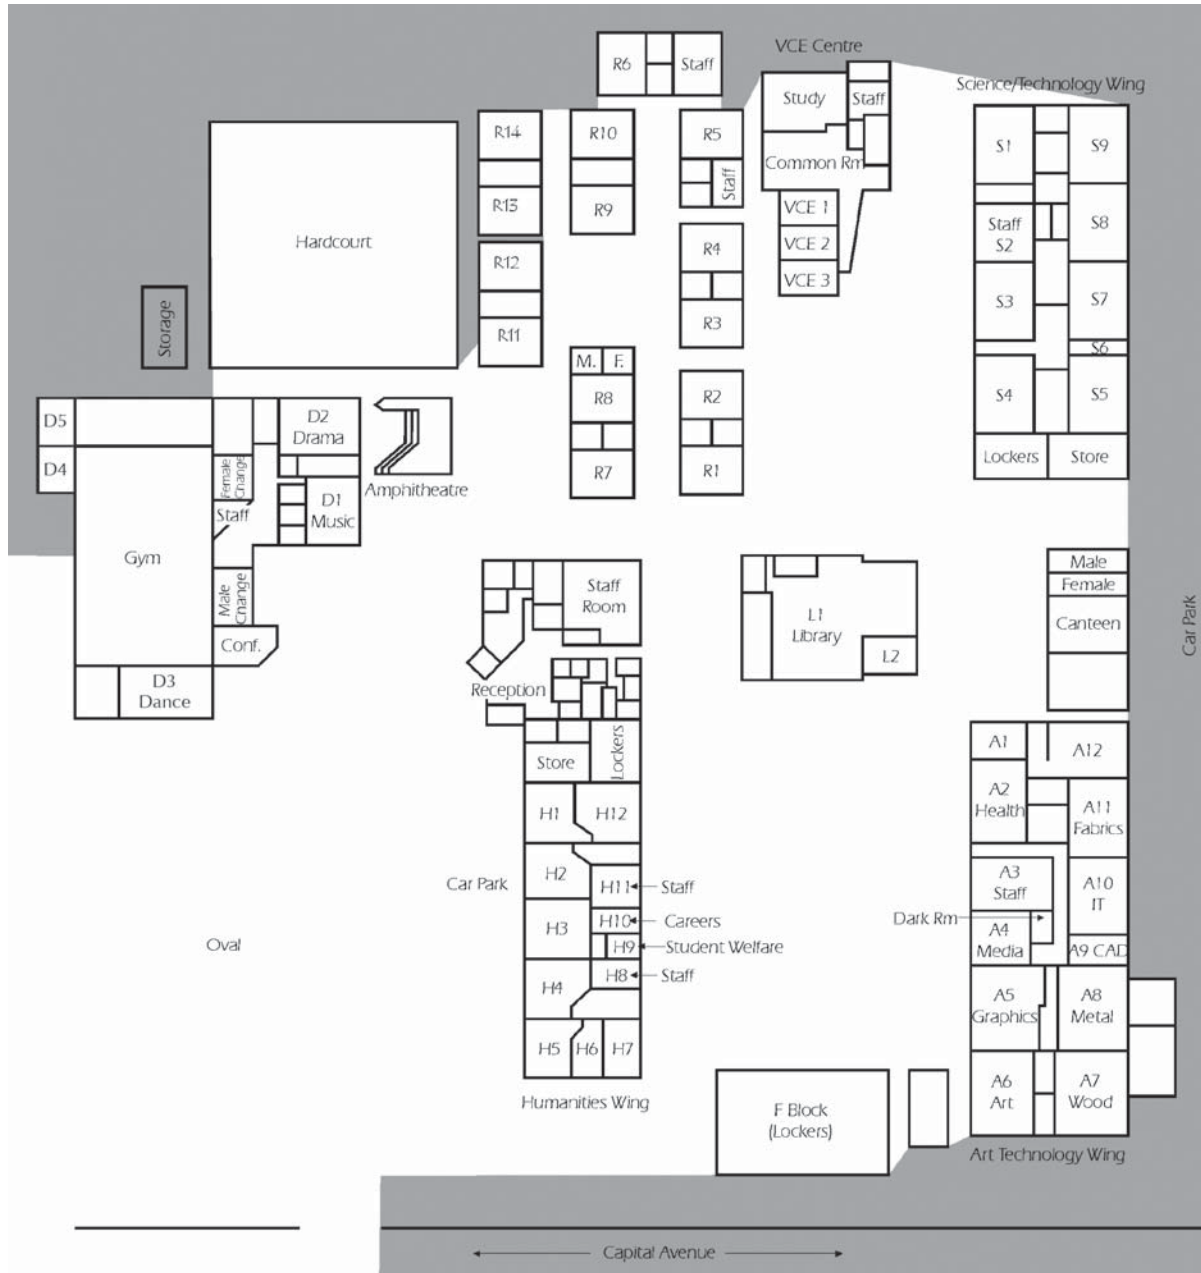 R6
Staff
VCE Centre
Study
Staff
Common Rm
VCE 1
VCE 2
VCE 3
Science/Technology Wing
S1
S9
Staff
S2
S8
S3
S7
S6
S4
S5
Lockers
Store
R14
R13
R12
R11
R10
R9
R5
Staff
R4
R3
M.
F.
R8
R7
R2
R1
Hardcourt
Storage
D5
D4
D2
Drama
Female
Change
Staff
D1
Music
Amphitheatre
Gym
Male
Change
Conf.
D3
Dance
Staff
Room
Reception
Store
Lockers
L1
Library
L2
Male
Female
Canteen
Car Park
H1
H12
H2
H11
Staff
Car Park
H3
H10
Careers
H9
Student Welfare
H4
H8
Staff
H5
H6
H7
Humanities Wing
Oval
A1
A12
A2
Health
A11
Fabrics
A3
Staff
A10
IT
Dark Rm
A4
Media
A9 CAD
A5
Graphics
A8
Metal
A6
Art
A7
Wood
Art Technology Wing
F Block
(Lockers)
Capital Avenue